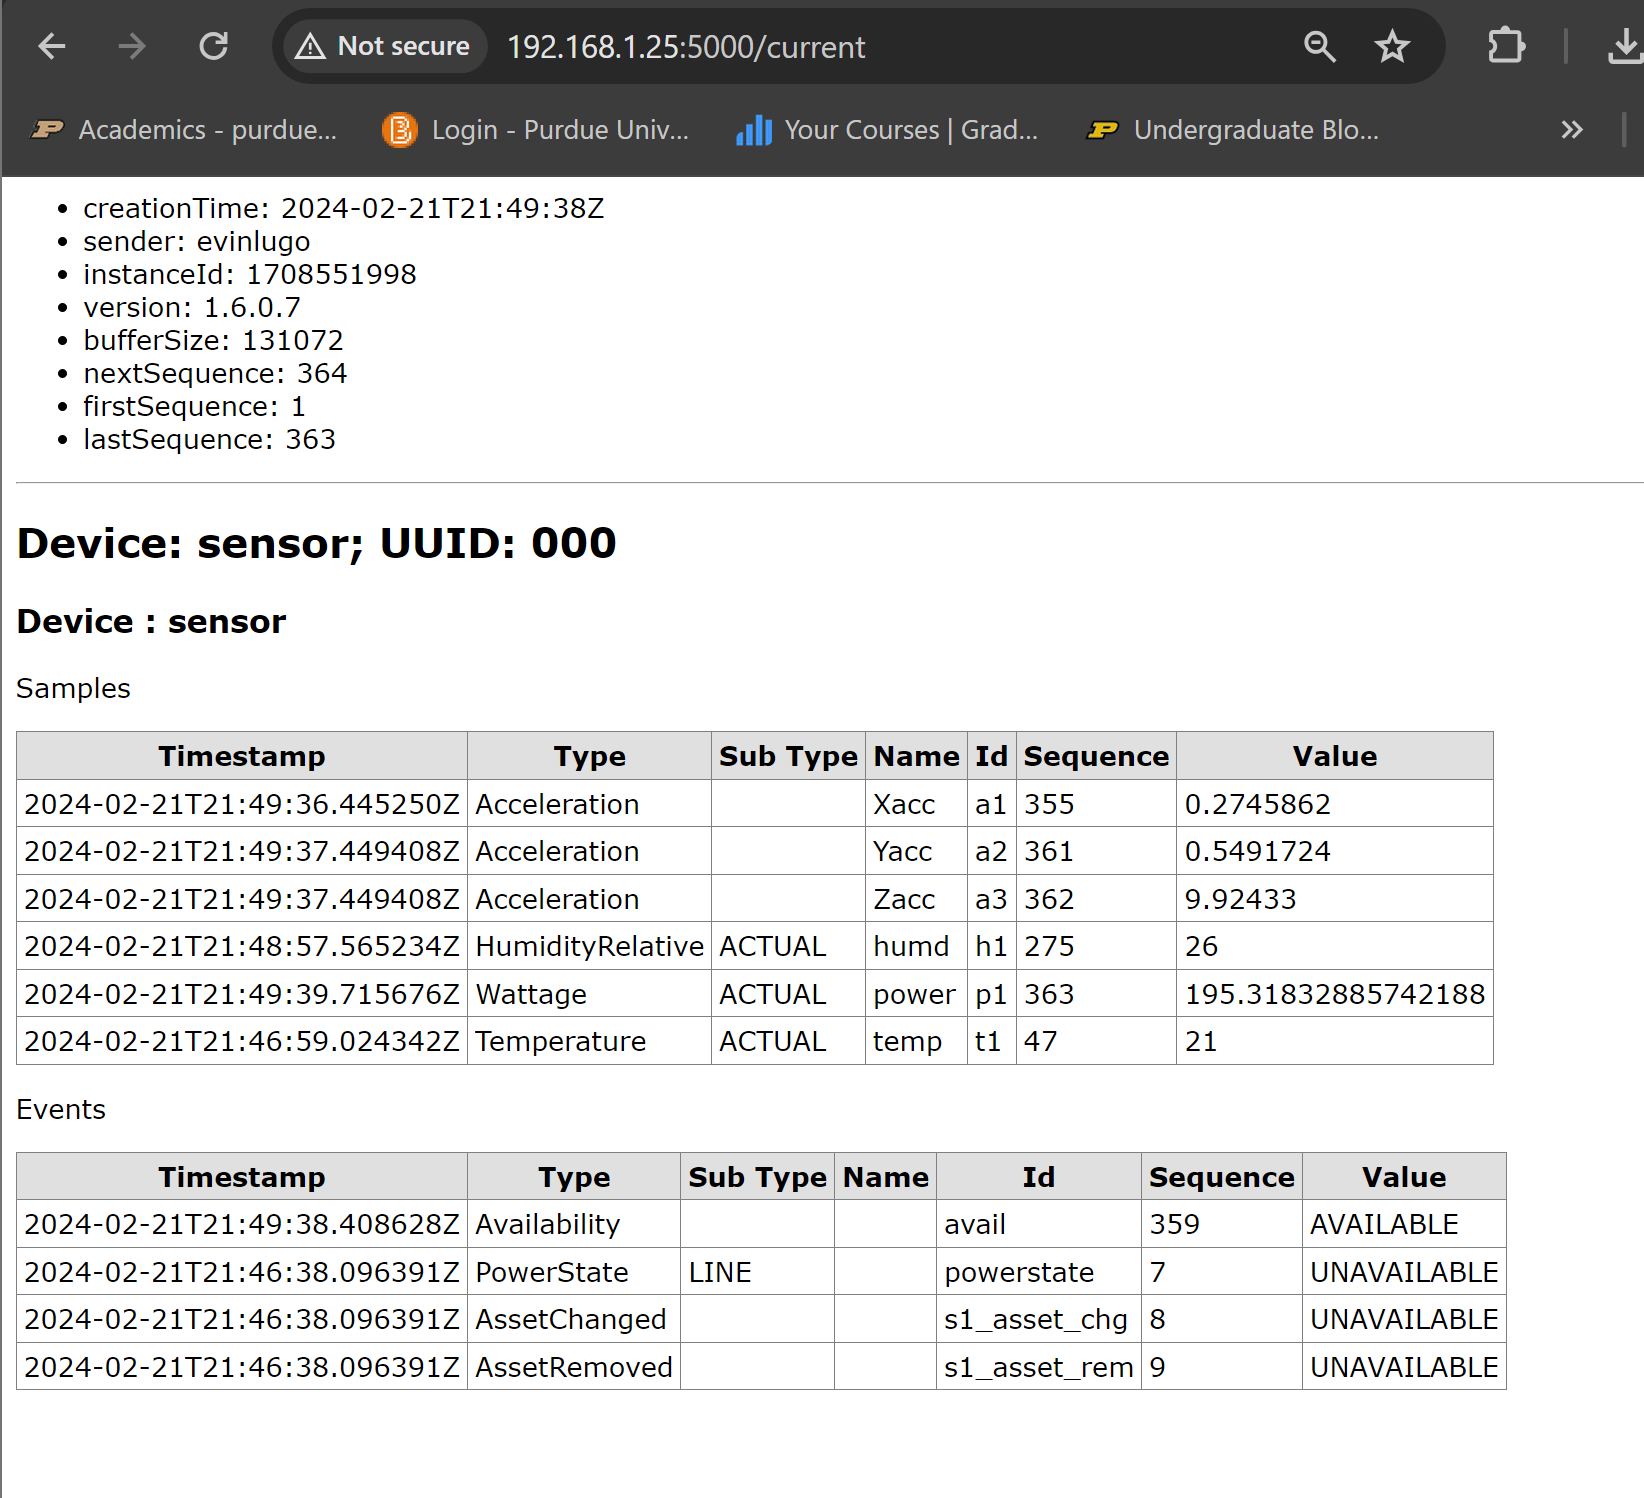 Not secure 192.168.1.25:5000/current
Academics - purdue... Login - Purdue Univ... Your Courses | Grad... Undergraduate Blo...
creationTime: 2024-02-21T21:49:38Z
sender: evinlugo
instanceId: 1708551998
version: 1.6.0.7
bufferSize: 131072
nextSequence: 364
firstSequence: 1
lastSequence: 363
Device: sensor; UUID: 000
Device : sensor
Samples
Timestamp Type Sub Type Name Id Sequence Value
2024-02-21T21:49:36.445250Z Acceleration Xacc a1 355 0.2745862
2024-02-21T21:49:37.449408Z Acceleration Yacc a2 361 0.5491724
2024-02-21T21:49:37.449408Z Acceleration Zacc a3 362 9.92433
2024-02-21T21:48:57.565234Z HumidityRelative ACTUAL humd h1 275 26
2024-02-21T21:49:39.715676Z Wattage ACTUAL power p1 363 195.31832885742188
2024-02-21T21:46:59.024342Z Temperature ACTUAL temp t1 47 21
Events
Timestamp Type Sub Type Name Id Sequence Value
2024-02-21T21:49:38.408628Z Availability avail 359 AVAILABLE
2024-02-21T21:46:38.096391Z PowerState LINE powerstate 7 UNAVAILABLE
2024-02-21T21:46:38.096391Z AssetChanged s1_asset_chg 8 UNAVAILABLE
2024-02-21T21:46:38.096391Z AssetRemoved s1_asset_rem 9 UNAVAILABLE